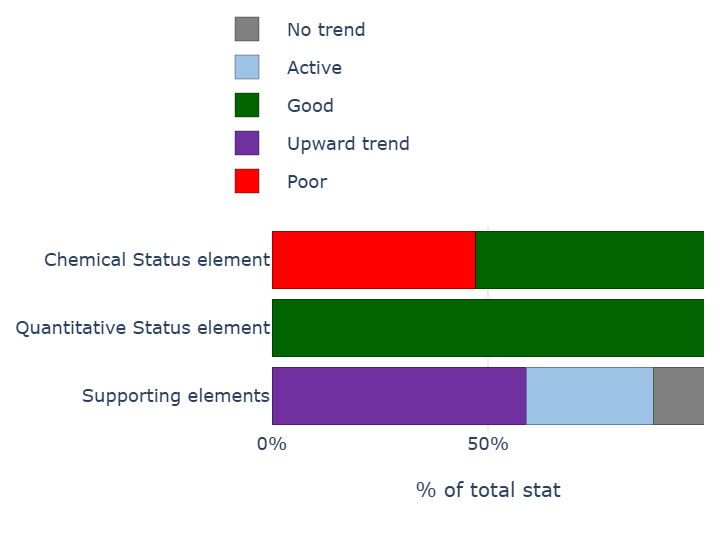 No trend
Active
Good
Upward trend
Poor
Chemical Status element
Quantitative Status element
Supporting elements
0%
50%
% of total stat